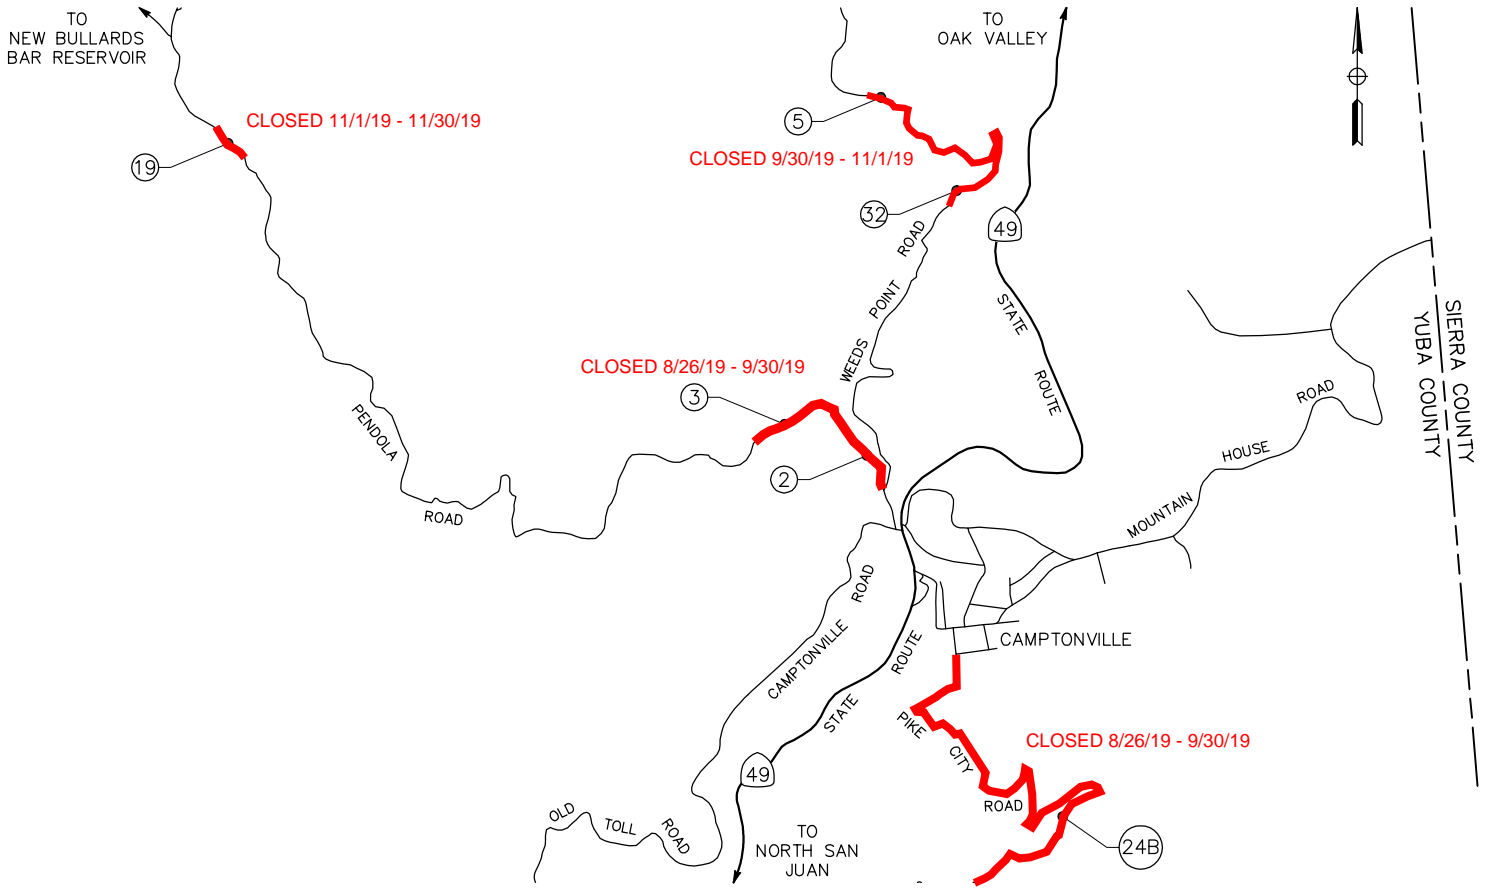 TO
NEW BULLARDS
BAR RESERVOIR
TO
OAK VALLEY
CLOSED 11/1/19 - 11/30/19
5
19
CLOSED 9/30/19 - 11/1/19
32
49
ROAD
POINT
WEEDS
STATE
ROUTE
SIERRA COUNTY
YUBA COUNTY
CLOSED 8/26/19 - 9/30/19
3
2
PENDOLA
ROAD
ROAD
HOUSE
MOUNTAIN
ROAD
CAMPTONVILLE
ROUTE
STATE
CAMPTONVILLE
PIKE
CITY
ROAD
CLOSED 8/26/19 - 9/30/19
49
OLD
TOLL
ROAD
TO
NORTH SAN
JUAN
24B